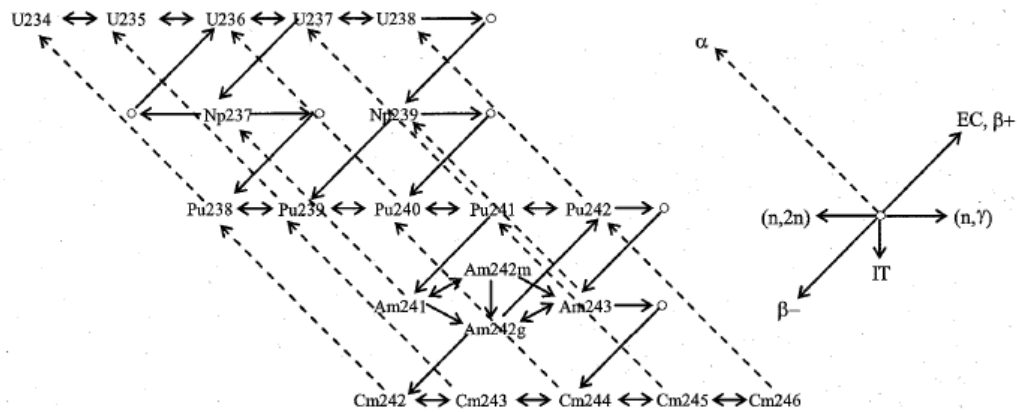 U234 U235 U236 U237 U238
α
Np237 Np239
EC, β+
Pu238 Pu239 Pu240 Pu241 Pu242
(n,2n) (n,γ)
IT
Am242m
Am241 Am243
β−
Am242g
Cm242 Cm243 Cm244 Cm245 Cm246